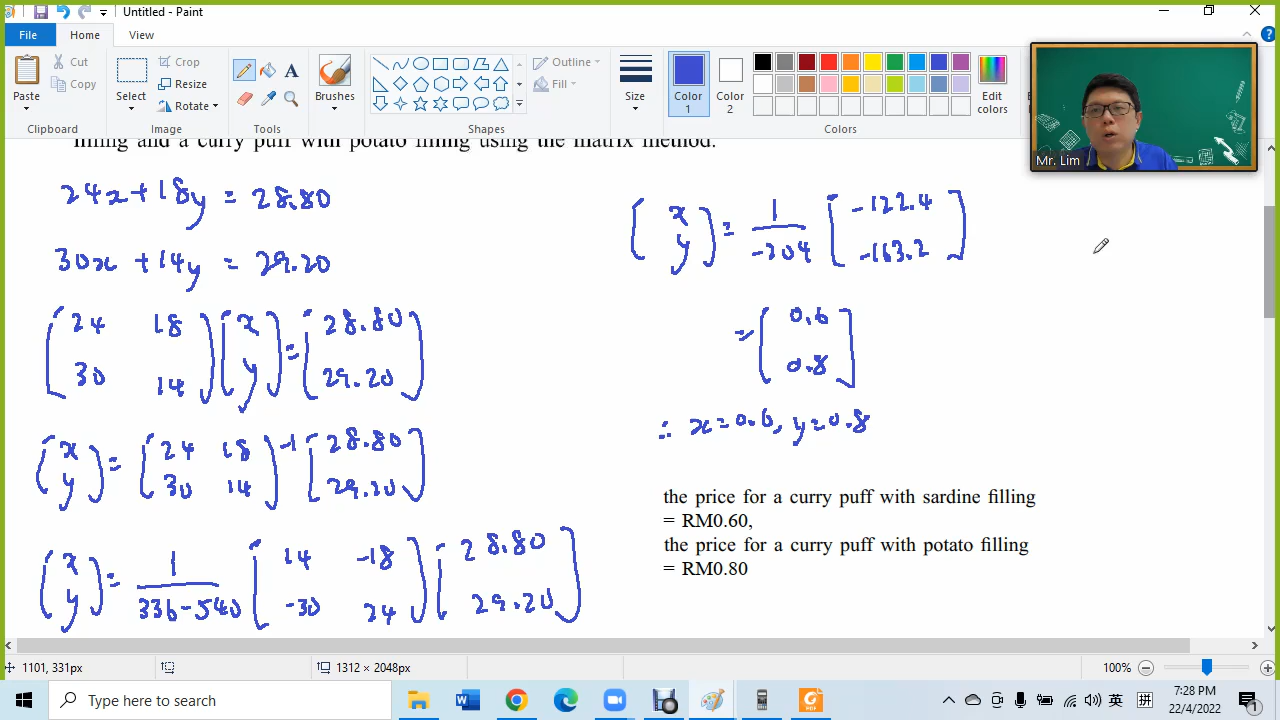 Untitled - Paint
File Home View
Paste
Cut
Copy
Clipboard
Select
Crop
Resize
Rotate
Image
A
Tools
Brushes
Outline
Fill
Shapes
Size
Color
1
Color
2
Edit
colors
Colors
Mr. Lim
filling and a curry puff with potato filling using the matrix method.
24x + 18y = 28.80
30x + 14y = 29.20
[24 18
30 14] [x
y] = [28.80
29.20]
(x
y) = [24 18
30 14]-1 [28.80
29.20]
(x
y) = 1
336-540 [14 -18
-30 24] [28.80
29.20]
(x
y) = 1
-204 [-122.4
-163.2]
= [0.6
0.8]
∴ x=0.6, y=0.8
the price for a curry puff with sardine filling
= RM0.60,
the price for a curry puff with potato filling
= RM0.80
1101, 331px
1312 × 2048px
100%
Type here to search
英
拼
7:28 PM
22/4/2022
1